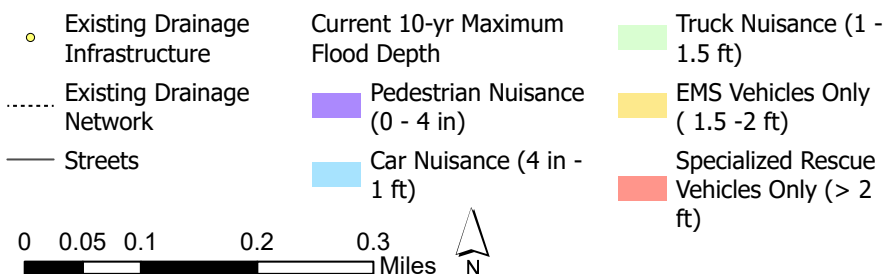 Existing Drainage
Infrastructure
Existing Drainage
Network
Streets
Current 10-yr Maximum
Flood Depth
Pedestrian Nuisance
(0 - 4 in)
Car Nuisance (4 in -
1 ft)
Truck Nuisance (1 -
1.5 ft)
EMS Vehicles Only
( 1.5 -2 ft)
Specialized Rescue
Vehicles Only (> 2
ft)
0 0.05 0.1 0.2 0.3
Miles
N